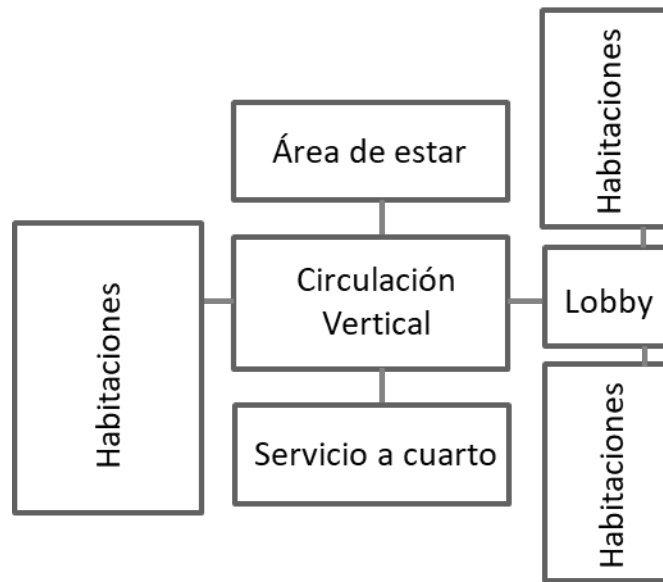 Habitaciones
Área de estar
Circulación
Vertical
Servicio a cuarto
Habitaciones
Lobby
Habitaciones